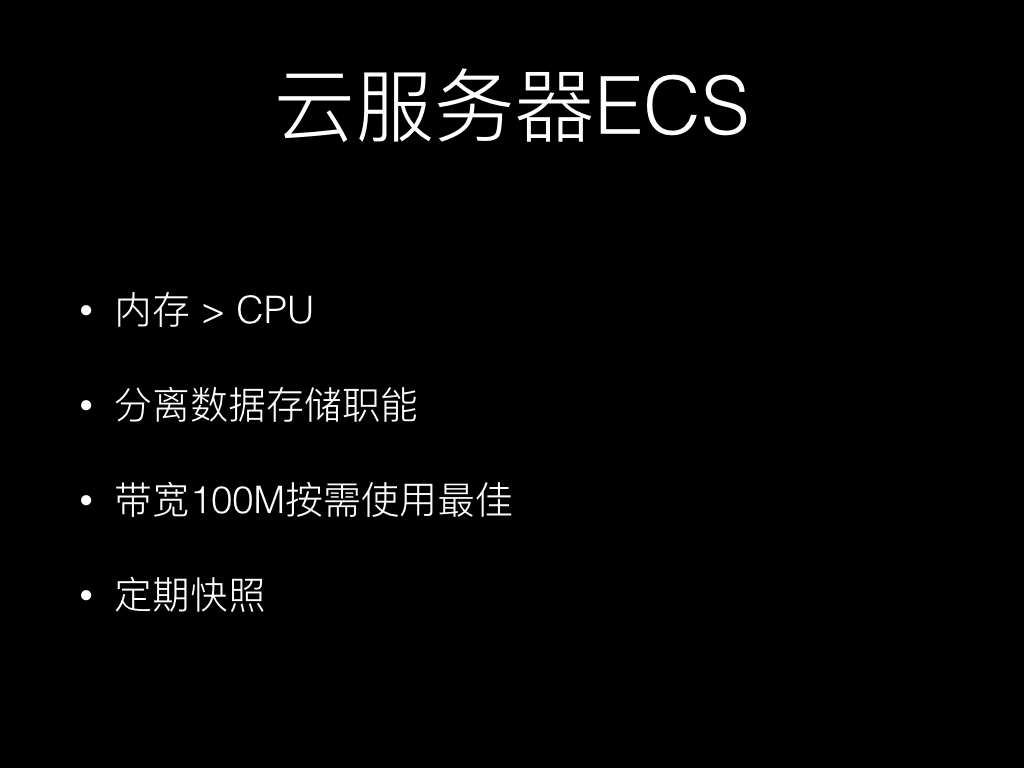 云服务器ECS
• 内存 > CPU
• 分离数据存储职能
• 带宽100M按需使用最佳
• 定期快照